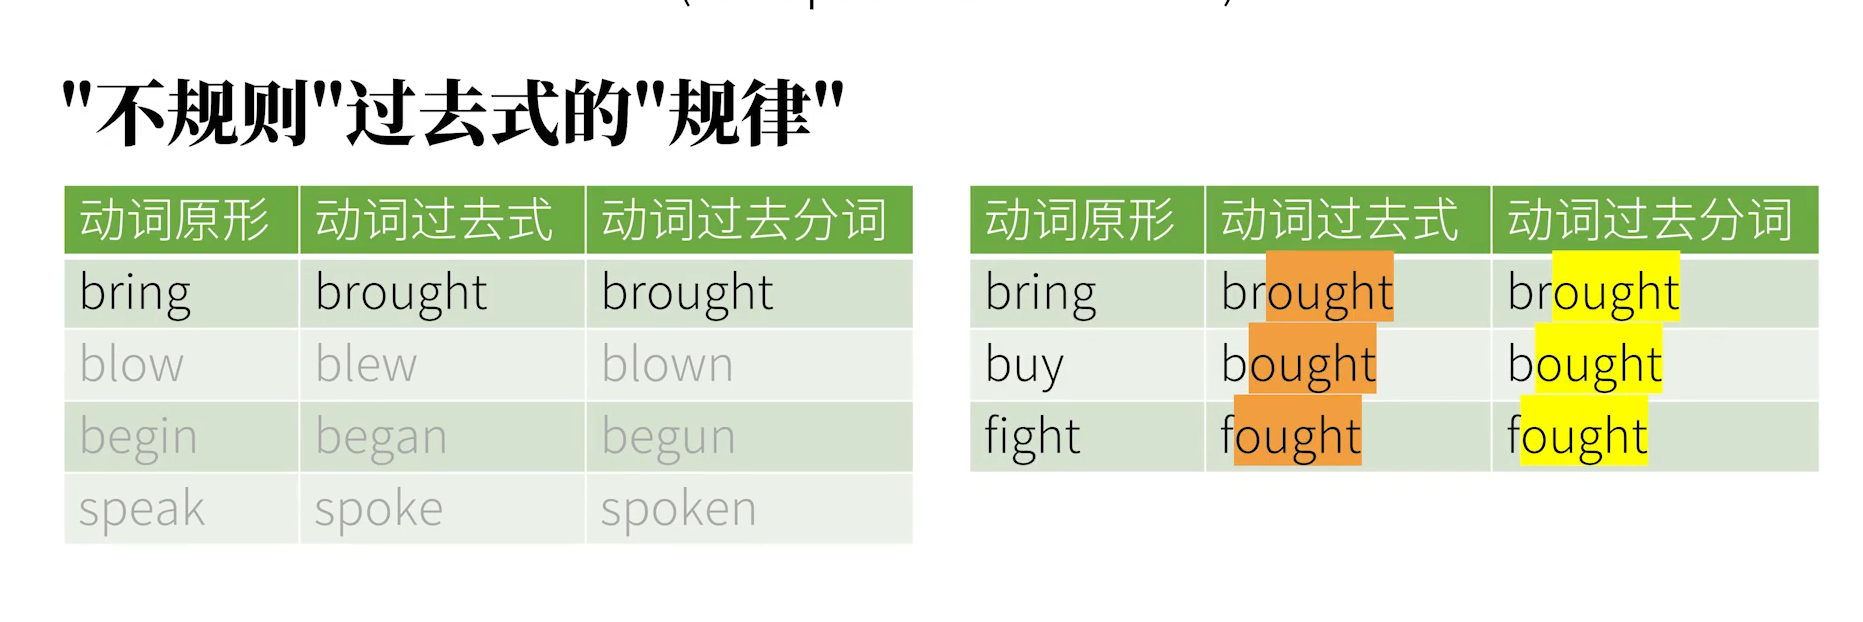 "不规则"过去式的"规律"
动词原形 动词过去式 动词过去分词
bring brought brought
blow blew blown
begin began begun
speak spoke spoken
动词原形 动词过去式 动词过去分词
bring brought brought
buy bought bought
fight fought fought